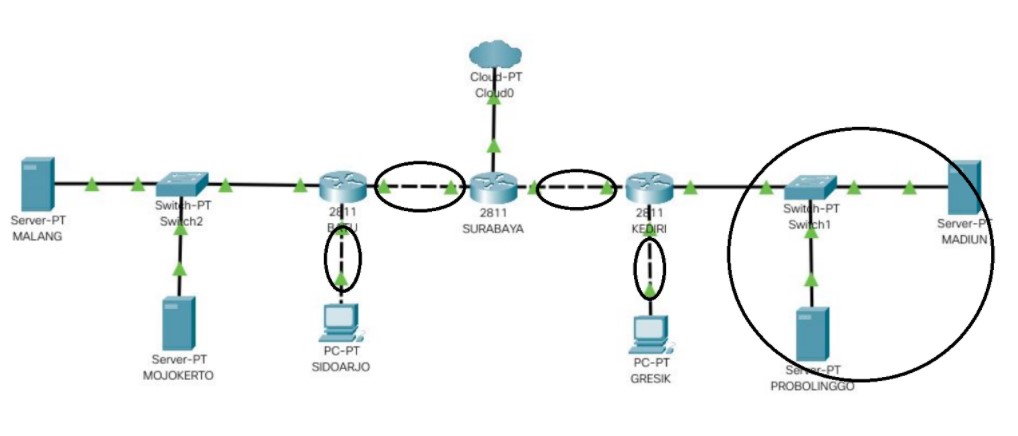 Cloud-PT
Cloud0
Server-PT
MALANG
Switch-PT
Switch2
2811
BATU
2811
SURABAYA
2811
KEDIRI
Switch-PT
Switch1
Server-PT
MADIUN
Server-PT
MOJOKERTO
PC-PT
SIDOARJO
PC-PT
GRESIK
Server-PT
PROBOLINGGO